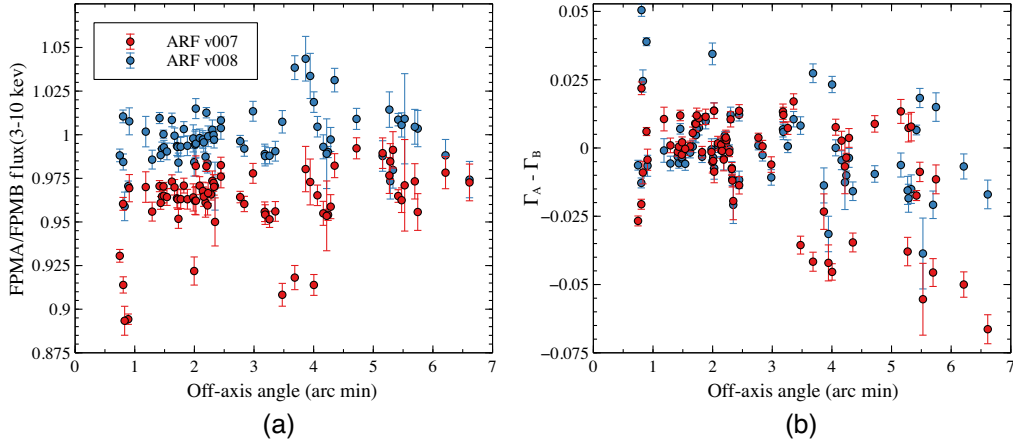 ARF v007
ARF v008
FPMA/FPMB flux(3-10 kev)
1.05
1.025
1
0.975
0.95
0.925
0.9
0.875
0 1 2 3 4 5 6 7
Off-axis angle (arc min)
(a)
Γ_A - Γ_B
0.05
0.025
0
−0.025
−0.05
−0.075
0 1 2 3 4 5 6 7
Off-axis angle (arc min)
(b)